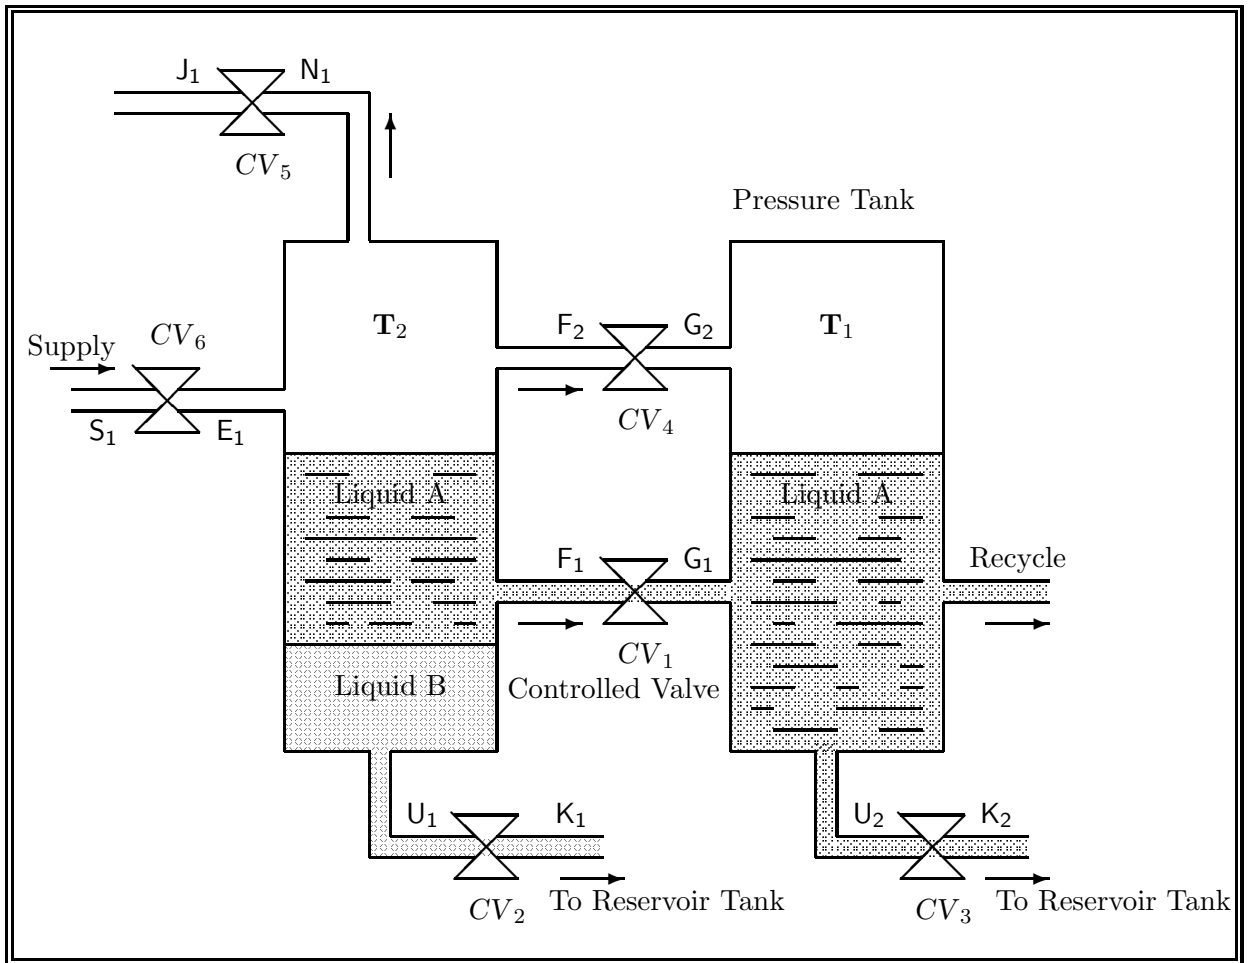 J1 N1
CV5
Pressure Tank
T2
F2 G2
T1
CV6
Supply
CV4
S1 E1
Liquid A
Liquid A
F1 G1
Recycle
CV1
Liquid B
Controlled Valve
U1 K1
U2 K2
CV2
To Reservoir Tank
CV3
To Reservoir Tank